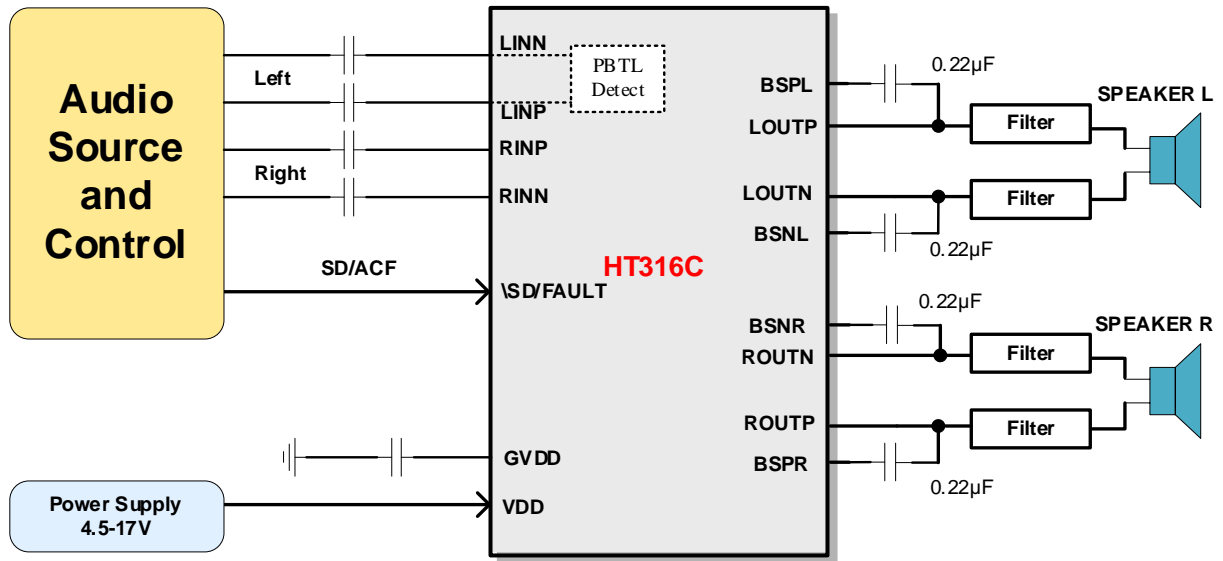 Audio
Source
and
Control
Left
Right
SD/ACF
Power Supply
4.5-17V
LINN
LINP
RINP
RINN
\SD/FAULT
GVDD
VDD
PBTL
Detect
HT316C
BSPL
LOUTP
LOUTN
BSNL
BSNR
ROUTN
ROUTP
BSPR
0.22µF
Filter
SPEAKER L
Filter
0.22µF
0.22µF
Filter
SPEAKER R
Filter
0.22µF